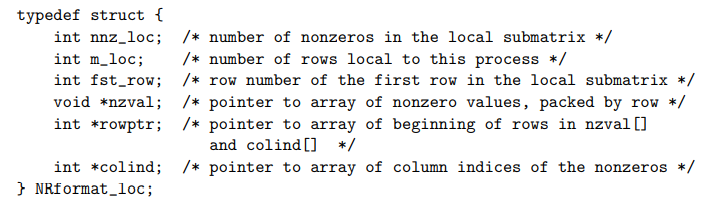 typedef struct {
    int nnz_loc;  /* number of nonzeros in the local submatrix */
    int m_loc;    /* number of rows local to this process */
    int fst_row;  /* row number of the first row in the local submatrix */
    void *nzval;  /* pointer to array of nonzero values, packed by row */
    int *rowptr;  /* pointer to array of beginning of rows in nzval[]
                     and colind[]  */
    int *colind;  /* pointer to array of column indices of the nonzeros */
} NRformat_loc;